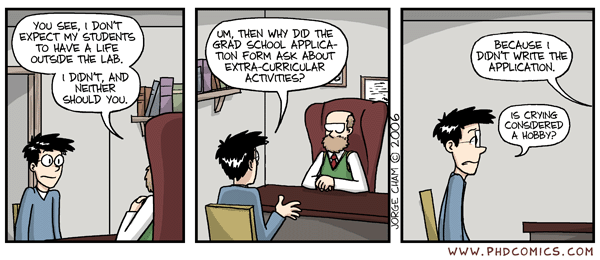 YOU SEE, I DON'T
EXPECT MY STUDENTS
TO HAVE A LIFE
OUTSIDE THE LAB.
I DIDN'T, AND
NEITHER
SHOULD YOU.
UM, THEN WHY DID THE
GRAD SCHOOL APPLICA-
TION FORM ASK ABOUT
EXTRA-CURRICULAR
ACTIVITIES?
JORGE CHAM © 2006
BECAUSE I
DIDN'T WRITE THE
APPLICATION.
IS CRYING
CONSIDERED
A HOBBY?
WWW.PHDCOMICS.COM